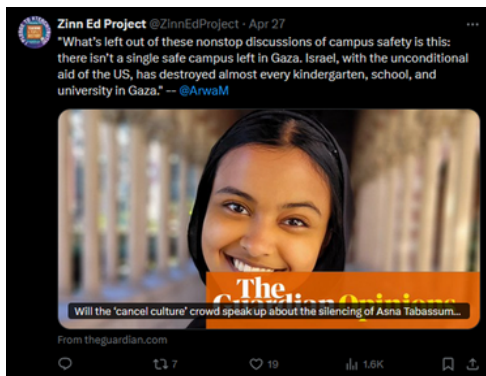 Zinn Ed Project @ZinnEdProject · Apr 27
"What's left out of these nonstop discussions of campus safety is this:
there isn't a single safe campus left in Gaza. Israel, with the unconditional
aid of the US, has destroyed almost every kindergarten, school, and
university in Gaza." -- @ArwaM
The
Guardian Opinions
Will the 'cancel culture' crowd speak up about the silencing of Asna Tabassum...
From theguardian.com
7 19 1.6K